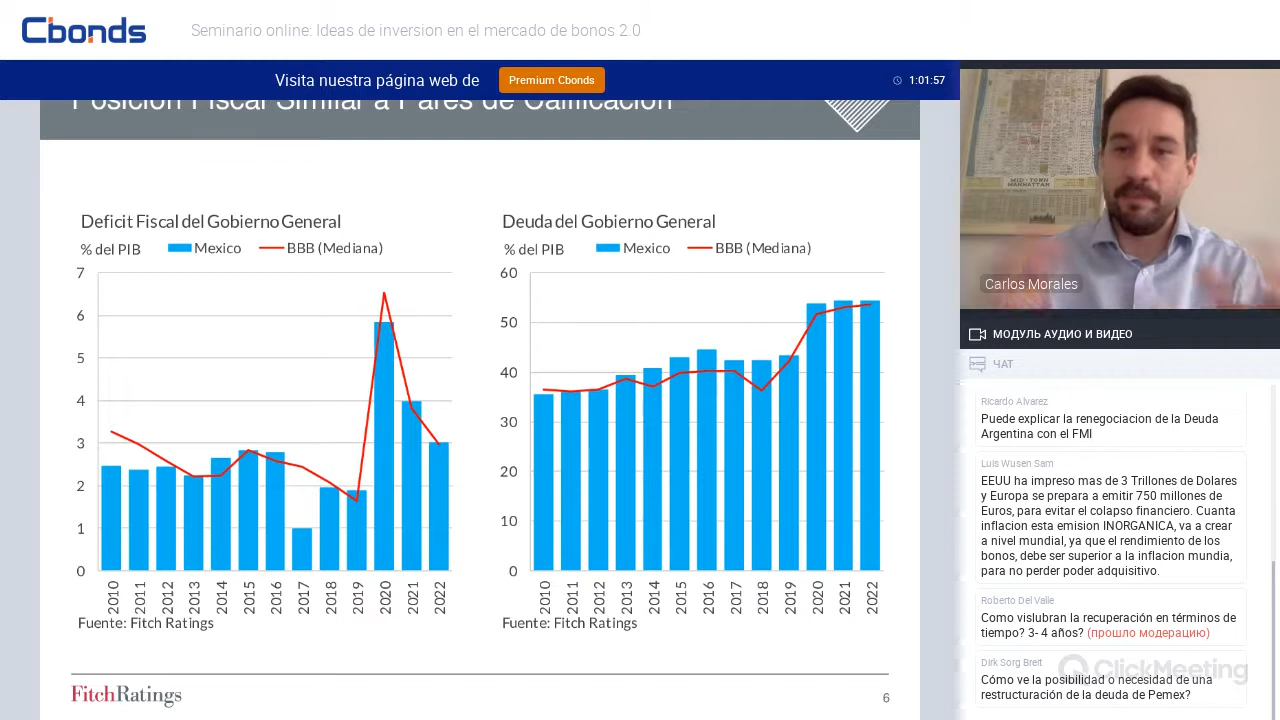 Cbonds
Seminario online: Ideas de inversion en el mercado de bonos 2.0
Visita nuestra página web de
Premium Cbonds
1:01:57
Posición Fiscal Similar a Pares de Calificación
Deficit Fiscal del Gobierno General
% del PIB
Mexico
BBB (Mediana)
7
6
5
4
3
2
1
0
2010
2011
2012
2013
2014
2015
2016
2017
2018
2019
2020
2021
2022
Fuente: Fitch Ratings
Deuda del Gobierno General
% del PIB
Mexico
BBB (Mediana)
60
50
40
30
20
10
0
2010
2011
2012
2013
2014
2015
2016
2017
2018
2019
2020
2021
2022
Fuente: Fitch Ratings
FitchRatings
6
MID-TOWN
MANHATTAN
Carlos Morales
МОДУЛЬ АУДИО И ВИДЕО
ЧАТ
Ricardo Alvarez
Puede explicar la renegociacion de la Deuda
Argentina con el FMI
Luis Wusen Sam
EEUU ha impreso mas de 3 Trillones de Dolares
y Europa se prepara a emitir 750 millones de
Euros, para evitar el colapso financiero. Cuanta
inflacion esta emision INORGANICA, va a crear
a nivel mundial, ya que el rendimiento de los
bonos, debe ser superior a la inflacion mundia,
para no perder poder adquisitivo.
Roberto Del Valle
Como vislubran la recuperación en términos de
tiempo? 3- 4 años? (прошло модерацию)
Dirk Sorg Breit
Cómo ve la posibilidad o necesidad de una
restructuración de la deuda de Pemex?
ClickMeeting